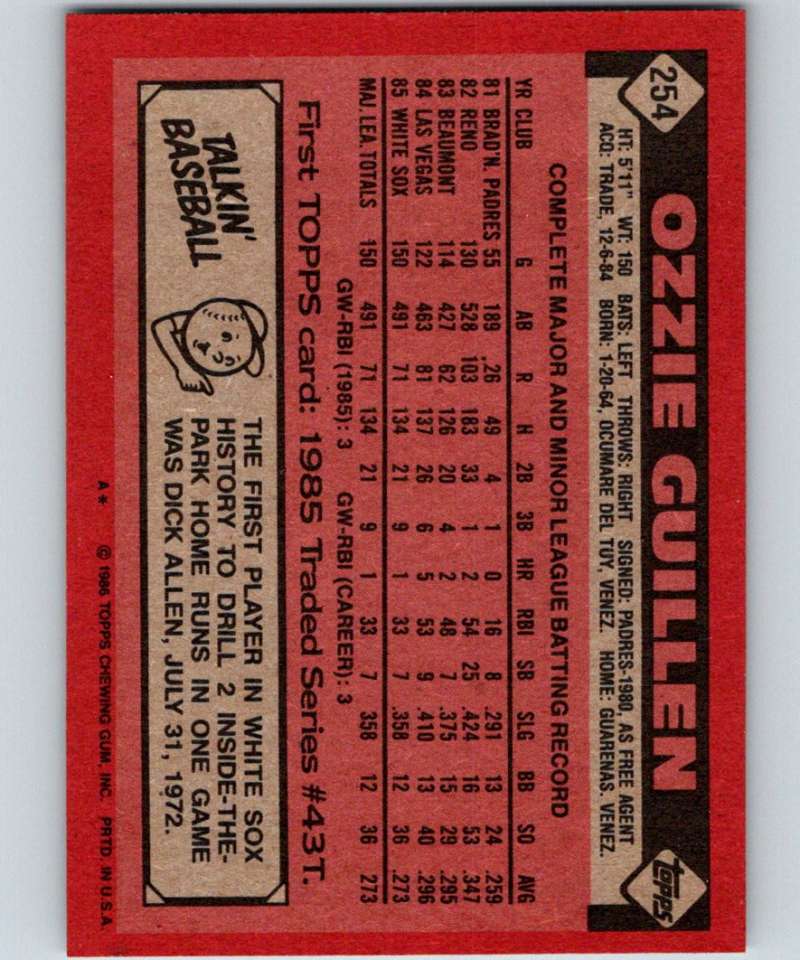 254
OZZIE GUILLEN
topps
HT: 5'11" WT: 150 BATS: LEFT THROWS: RIGHT SIGNED: PADRES-1980, AS FREE AGENT
ACQ: TRADE, 12-6-84 BORN: 1-20-64, OCUMARE DEL TUY, VENEZ. HOME: GUARENAS, VENEZ.
COMPLETE MAJOR AND MINOR LEAGUE BATTING RECORD
YR CLUB G AB R H 2B 3B HR RBI SB SLG BB SO AVG
81 BRAD'N. PADRES 55 189 .26 49 4 1 0 16 8 .291 13 24 .259
82 RENO 130 528 103 183 33 1 2 54 25 .424 16 53 .347
83 BEAUMONT 114 427 62 126 20 4 2 48 7 .375 15 29 .295
84 LAS VEGAS 122 463 81 137 26 6 5 53 9 .410 13 40 .296
85 WHITE SOX 150 491 71 134 21 9 1 33 7 .358 12 36 .273
MAJ. LEA. TOTALS 150 491 71 134 21 9 1 33 7 .358 12 36 .273
GW-RBI (1985): 3 GW-RBI (CAREER): 3
First TOPPS card: 1985 Traded Series #43T.
TALKIN'
BASEBALL
THE FIRST PLAYER IN WHITE SOX
HISTORY TO DRILL 2 INSIDE-THE-
PARK HOME RUNS IN ONE GAME
WAS DICK ALLEN, JULY 31, 1972.
A* © 1986 TOPPS CHEWING GUM, INC. PRTD. IN U.S.A.